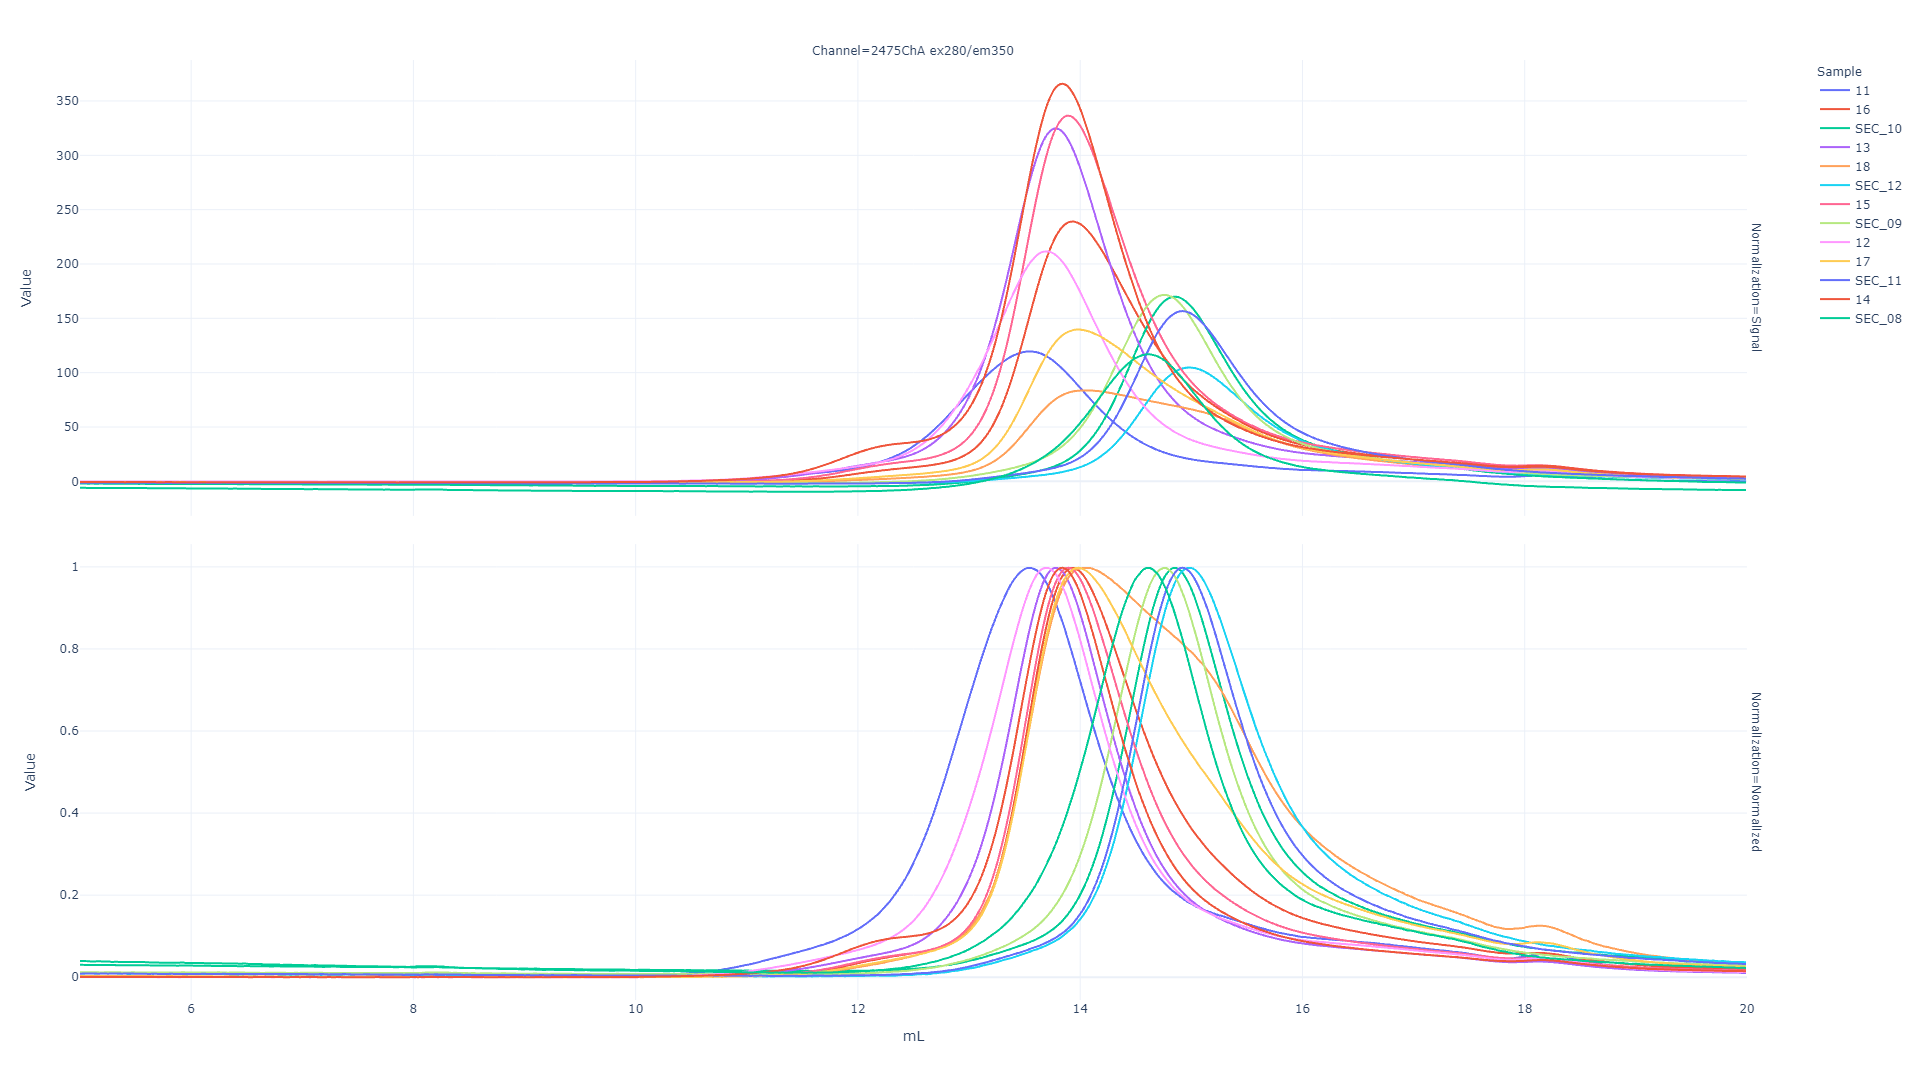 Channel=2475ChA ex280/em350
Sample
11
16
SEC_10
13
18
SEC_12
15
SEC_09
12
17
SEC_11
14
SEC_08
350
300
250
200
150
100
50
0
Value
Normalization=Signal
1
0.8
0.6
0.4
0.2
0
Value
Normalization=Normalized
6 8 10 12 14 16 18 20
mL